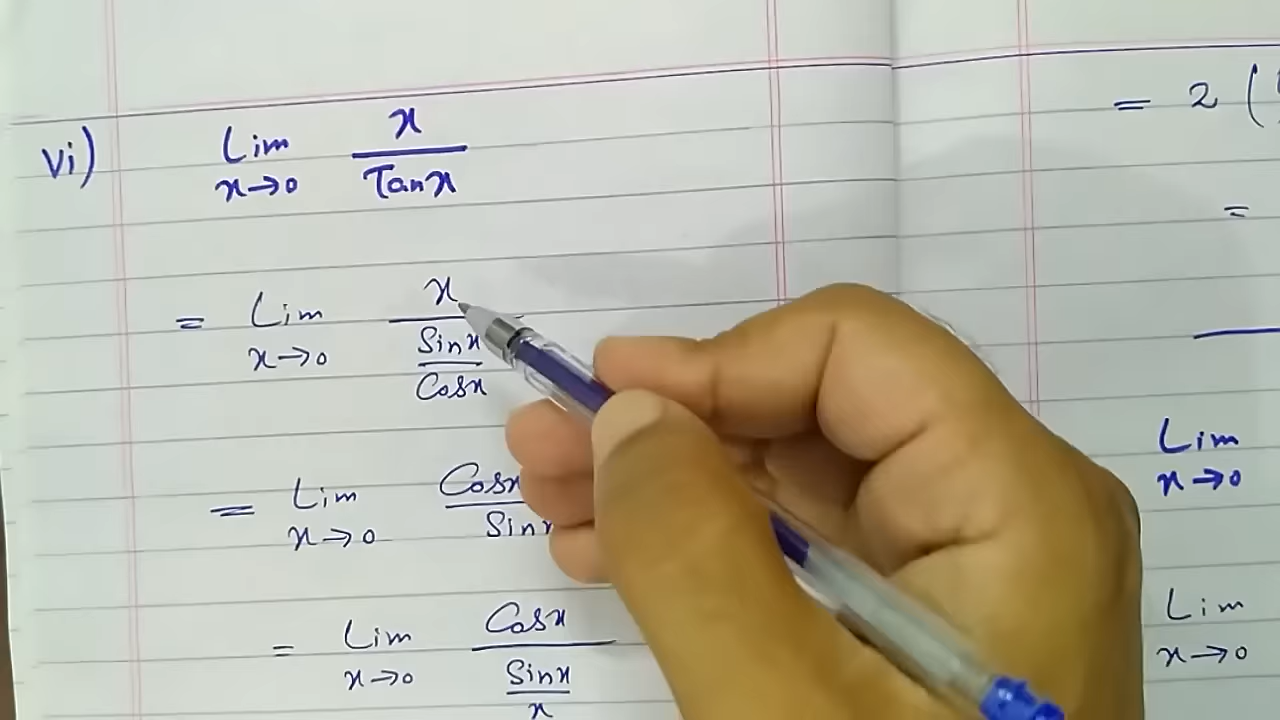 vi) Lim x→0 x/Tanx
= Lim x→0 x/(Sinx/Cosx)
= Lim x→0 Cosx/Sin
= Lim x→0 Cosx/(Sinx/x)
= 2 (
=
Lim x→0
Lim x→0